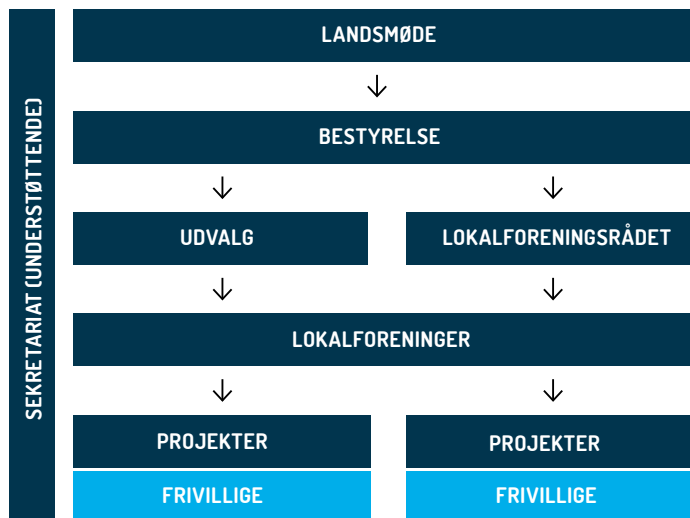 SEKRETARIAT (UNDERSTØTTENDE)
LANDSMØDE
BESTYRELSE
UDVALG
LOKALFORENINGSRÅDET
LOKALFORENINGER
PROJEKTER
PROJEKTER
FRIVILLIGE
FRIVILLIGE